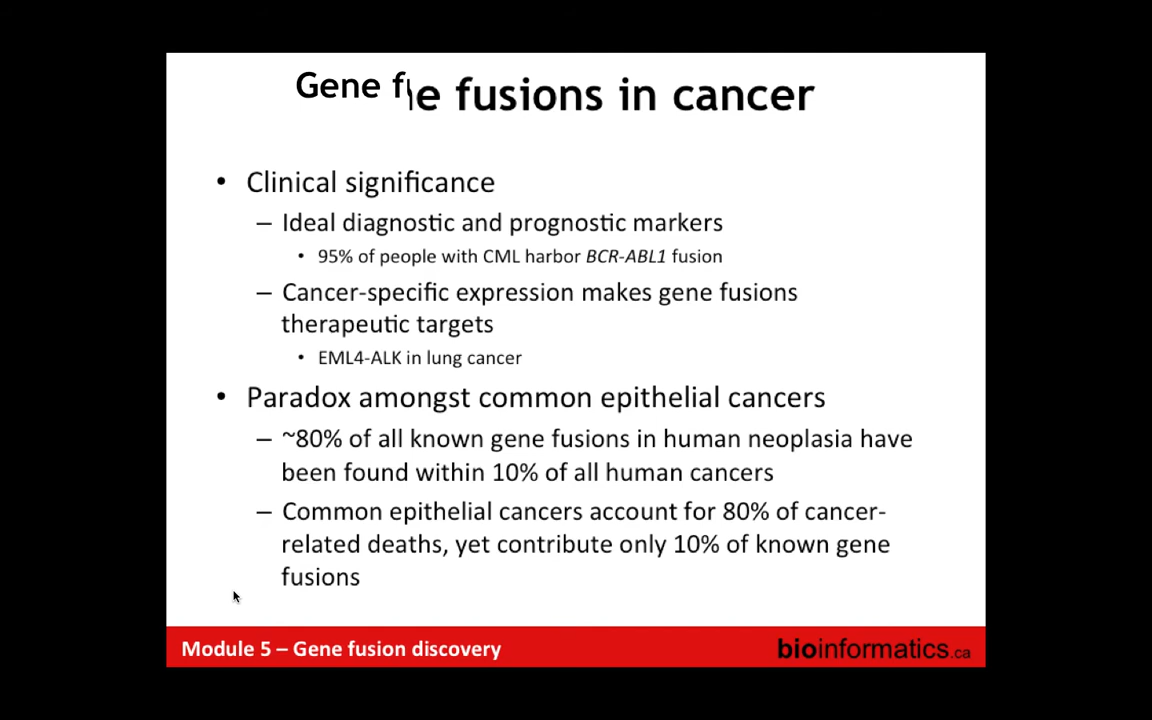 Gene fu e fusions in cancer
• Clinical significance
– Ideal diagnostic and prognostic markers
• 95% of people with CML harbor BCR-ABL1 fusion
– Cancer-specific expression makes gene fusions
therapeutic targets
• EML4-ALK in lung cancer
• Paradox amongst common epithelial cancers
– ~80% of all known gene fusions in human neoplasia have
been found within 10% of all human cancers
– Common epithelial cancers account for 80% of cancer-
related deaths, yet contribute only 10% of known gene
fusions
Module 5 – Gene fusion discovery
bioinformatics.ca